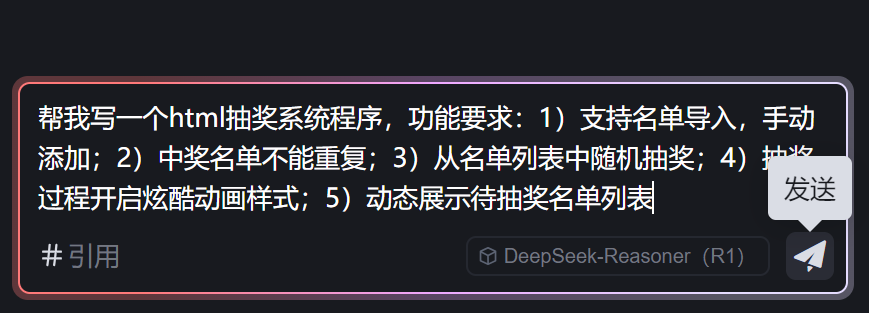 帮我写一个html抽奖系统程序，功能要求：1）支持名单导入，手动
添加；2）中奖名单不能重复；3）从名单列表中随机抽奖；4）抽奖
过程开启炫酷动画样式；5）动态展示待抽奖名单列表
发送
#引用
DeepSeek-Reasoner（R1）